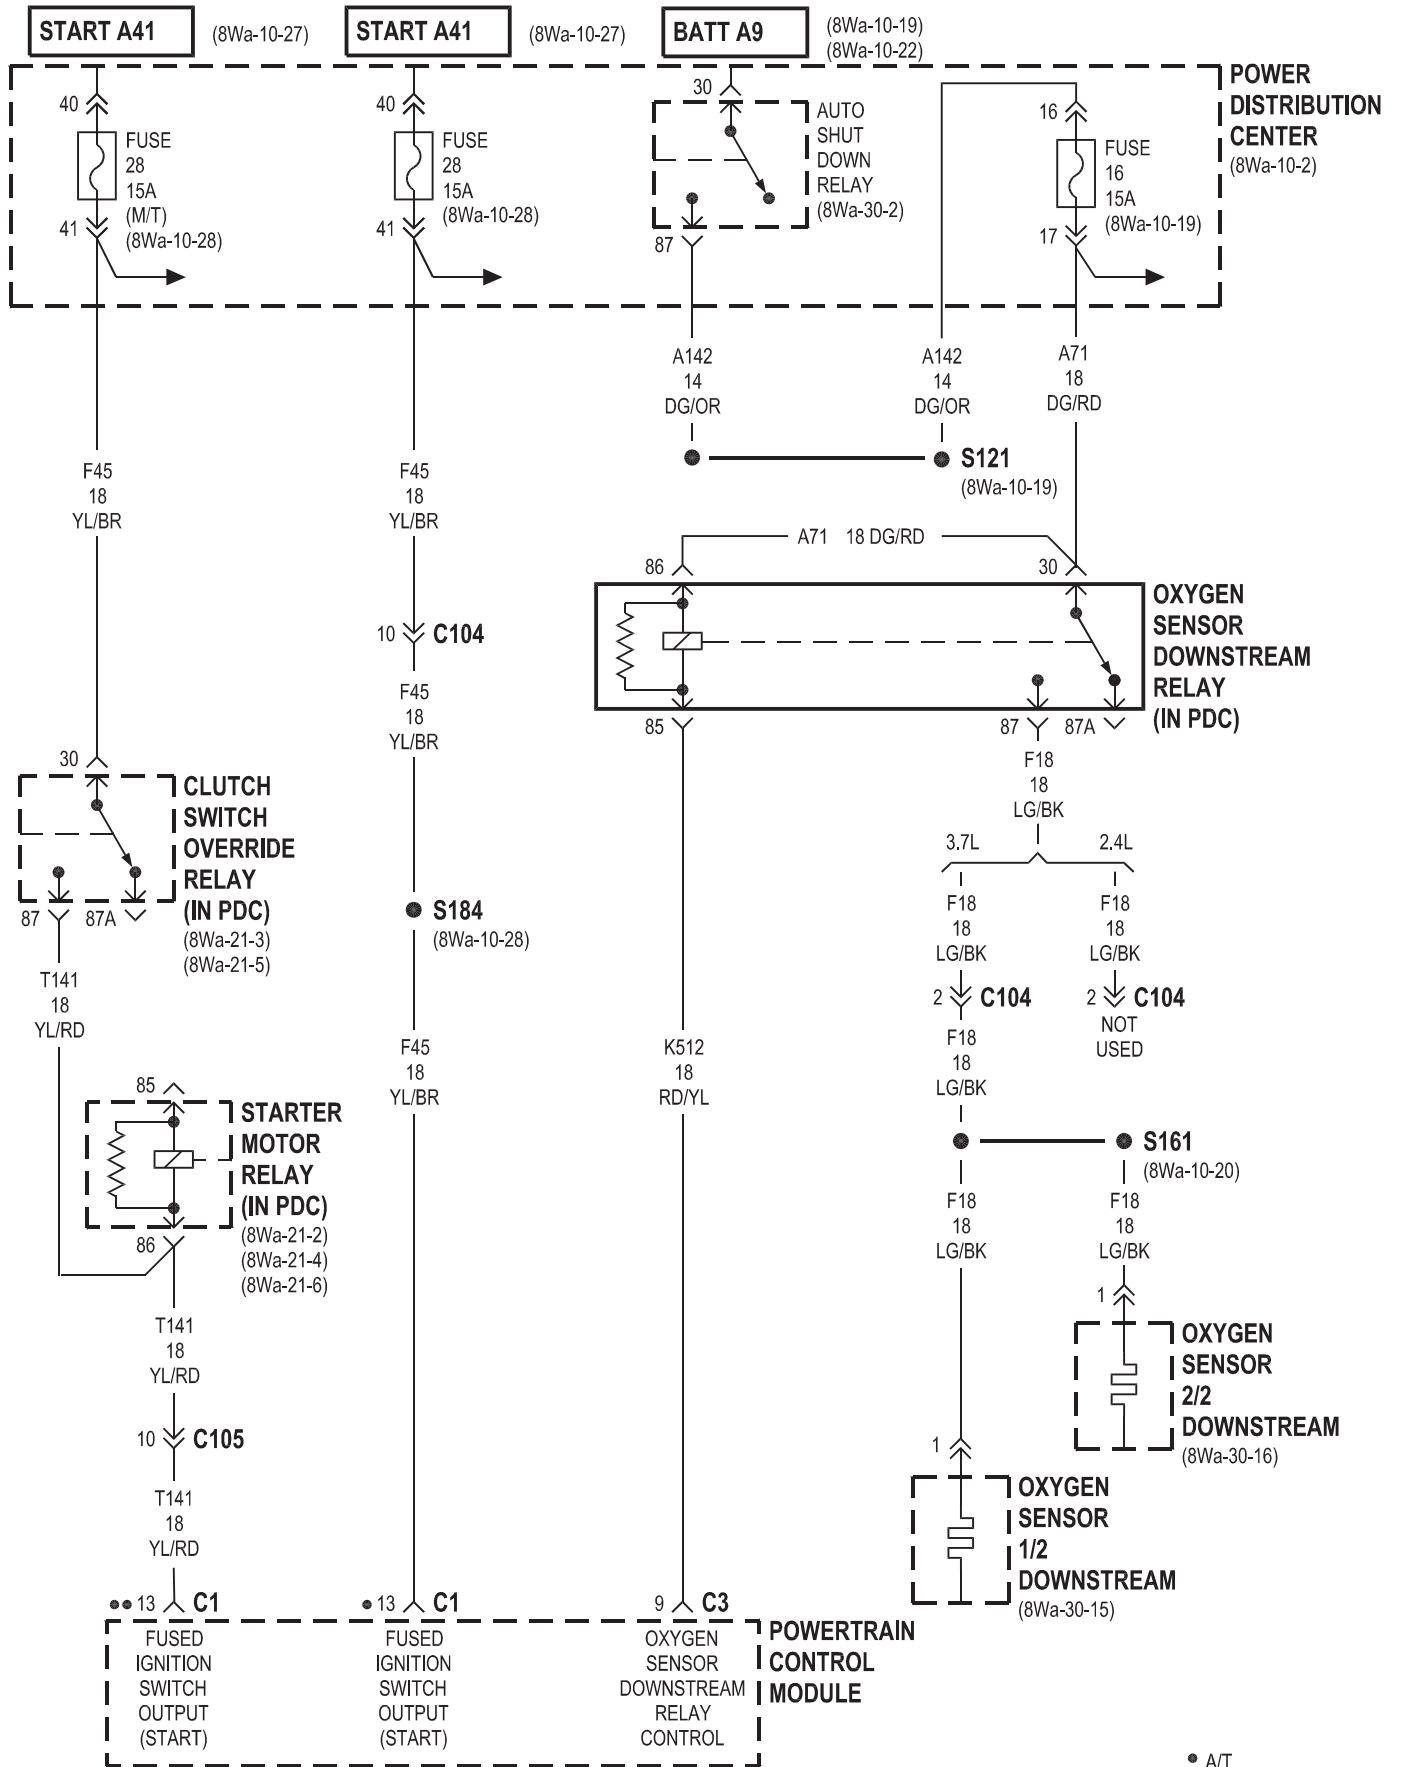 START A41
(8Wa-10-27)
START A41
(8Wa-10-27)
BATT A9
(8Wa-10-19)
(8Wa-10-22)
POWER
DISTRIBUTION
CENTER
(8Wa-10-2)
40
FUSE
28
15A
(M/T)
(8Wa-10-28)
41
40
FUSE
28
15A
(8Wa-10-28)
41
30
AUTO
SHUT
DOWN
RELAY
(8Wa-30-2)
87
16
FUSE
16
15A
(8Wa-10-19)
17
A142
14
DG/OR
A142
14
DG/OR
A71
18
DG/RD
S121
(8Wa-10-19)
F45
18
YL/BR
F45
18
YL/BR
A71 18 DG/RD
86
30
OXYGEN
SENSOR
DOWNSTREAM
RELAY
(IN PDC)
85
87
87A
10
C104
F45
18
YL/BR
F18
18
LG/BK
3.7L
2.4L
30
CLUTCH
SWITCH
OVERRIDE
RELAY
(IN PDC)
(8Wa-21-3)
(8Wa-21-5)
87
87A
S184
(8Wa-10-28)
F18
18
LG/BK
F18
18
LG/BK
2
C104
2
C104
NOT
USED
T141
18
YL/RD
F45
18
YL/BR
K512
18
RD/YL
F18
18
LG/BK
85
STARTER
MOTOR
RELAY
(IN PDC)
(8Wa-21-2)
(8Wa-21-4)
(8Wa-21-6)
86
S161
(8Wa-10-20)
F18
18
LG/BK
F18
18
LG/BK
1
OXYGEN
SENSOR
2/2
DOWNSTREAM
(8Wa-30-16)
T141
18
YL/RD
10
C105
T141
18
YL/RD
1
OXYGEN
SENSOR
1/2
DOWNSTREAM
(8Wa-30-15)
●● 13
C1
● 13
C1
9
C3
FUSED
IGNITION
SWITCH
OUTPUT
(START)
FUSED
IGNITION
SWITCH
OUTPUT
(START)
OXYGEN
SENSOR
DOWNSTREAM
RELAY
CONTROL
POWERTRAIN
CONTROL
MODULE
● A/T